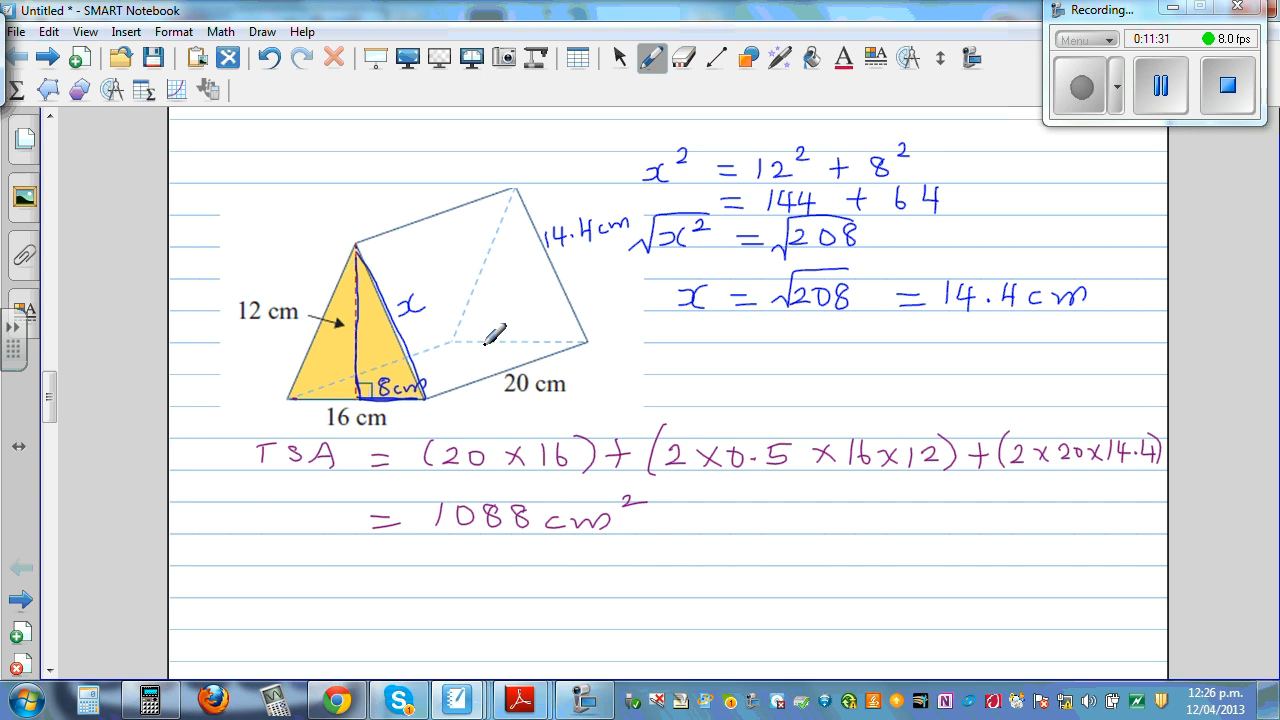 Untitled * - SMART Notebook
Recording...
File Edit View Insert Format Math Draw Help
Menu
0:11:31
8.0 fps
x² = 12² + 8²
= 144 + 64
14.4cm
√x² = √208
x = √208 = 14.4cm
12 cm
x
8cm
20 cm
16 cm
TSA = (20 × 16) + (2 × 0.5 × 16 × 12) + (2 × 20 × 14.4)
= 1088 cm²
12:26 p.m.
12/04/2013